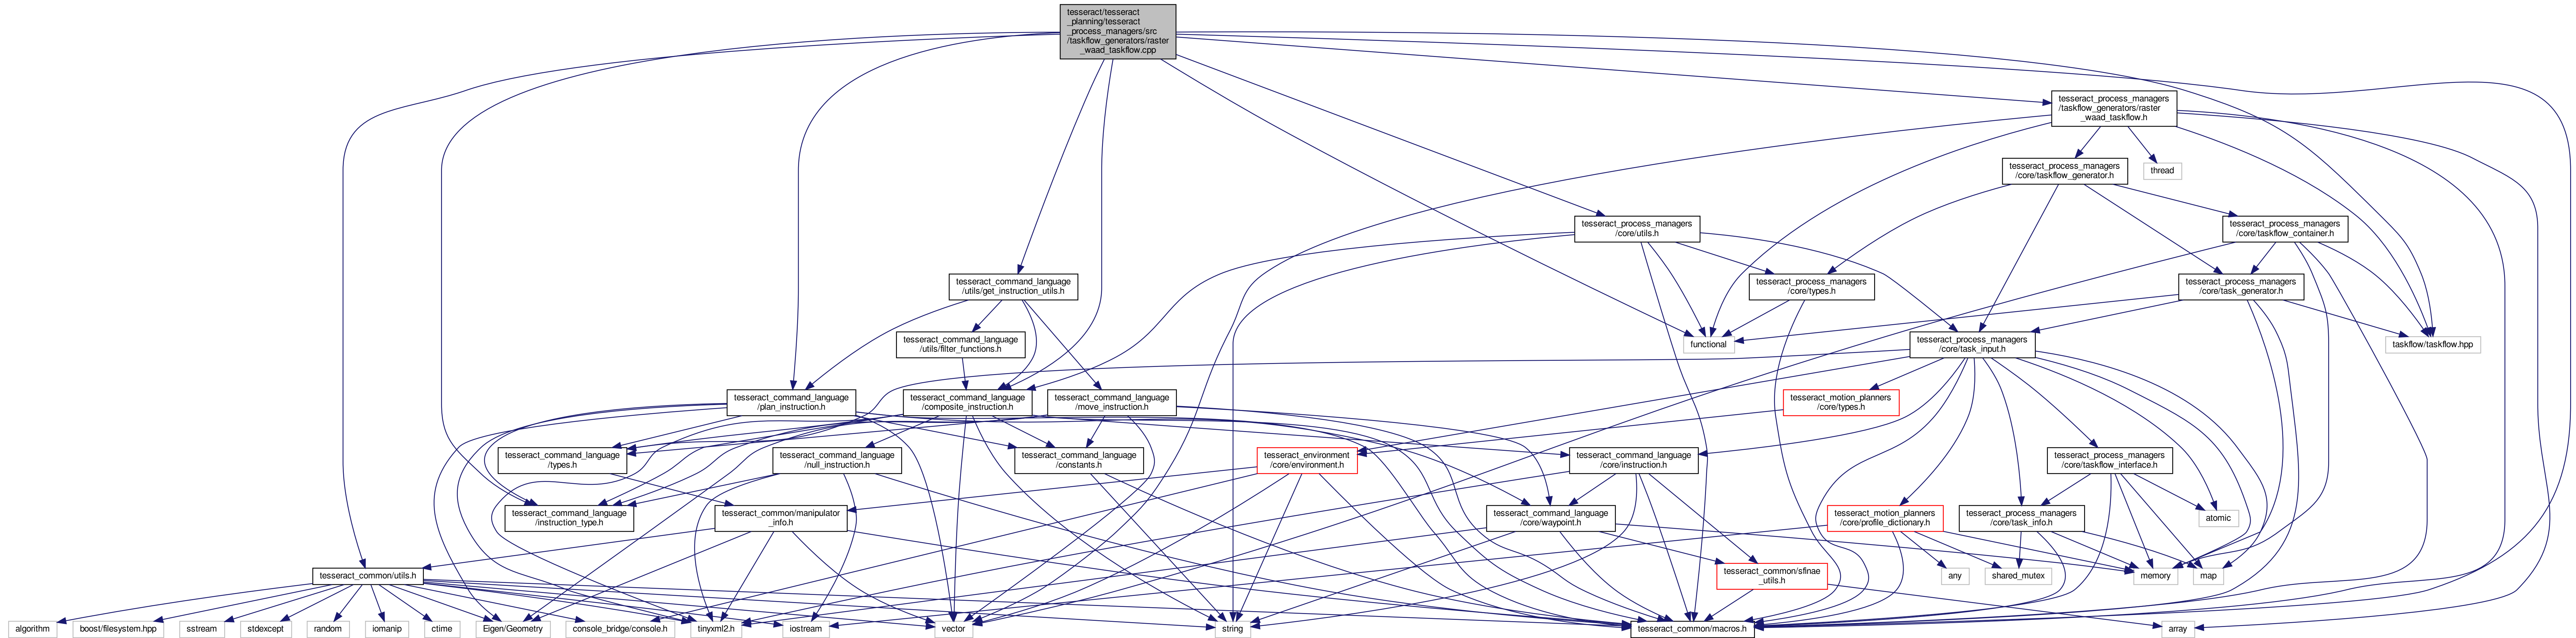 tesseract/tesseract
_planning/tesseract
_process_managers/src
/taskflow_generators/raster
_waad_taskflow.cpp
tesseract_process_managers
/taskflow_generators/raster
_waad_taskflow.h
tesseract_process_managers
/core/taskflow_generator.h
thread
tesseract_process_managers
/core/utils.h
tesseract_process_managers
/core/taskflow_container.h
tesseract_command_language
/utils/get_instruction_utils.h
tesseract_process_managers
/core/types.h
tesseract_process_managers
/core/task_generator.h
tesseract_command_language
/utils/filter_functions.h
functional
tesseract_process_managers
/core/task_input.h
taskflow/taskflow.hpp
tesseract_command_language
/plan_instruction.h
tesseract_command_language
/composite_instruction.h
tesseract_command_language
/move_instruction.h
tesseract_motion_planners
/core/types.h
tesseract_command_language
/types.h
tesseract_command_language
/null_instruction.h
tesseract_command_language
/constants.h
tesseract_environment
/core/environment.h
tesseract_command_language
/core/instruction.h
tesseract_process_managers
/core/taskflow_interface.h
tesseract_command_language
/instruction_type.h
tesseract_common/manipulator
_info.h
tesseract_command_language
/core/waypoint.h
tesseract_motion_planners
/core/profile_dictionary.h
tesseract_process_managers
/core/task_info.h
atomic
tesseract_common/utils.h
tesseract_common/sfinae
_utils.h
any
shared_mutex
memory
map
algorithm
boost/filesystem.hpp
sstream
stdexcept
random
iomanip
ctime
Eigen/Geometry
console_bridge/console.h
tinyxml2.h
iostream
vector
string
tesseract_common/macros.h
array